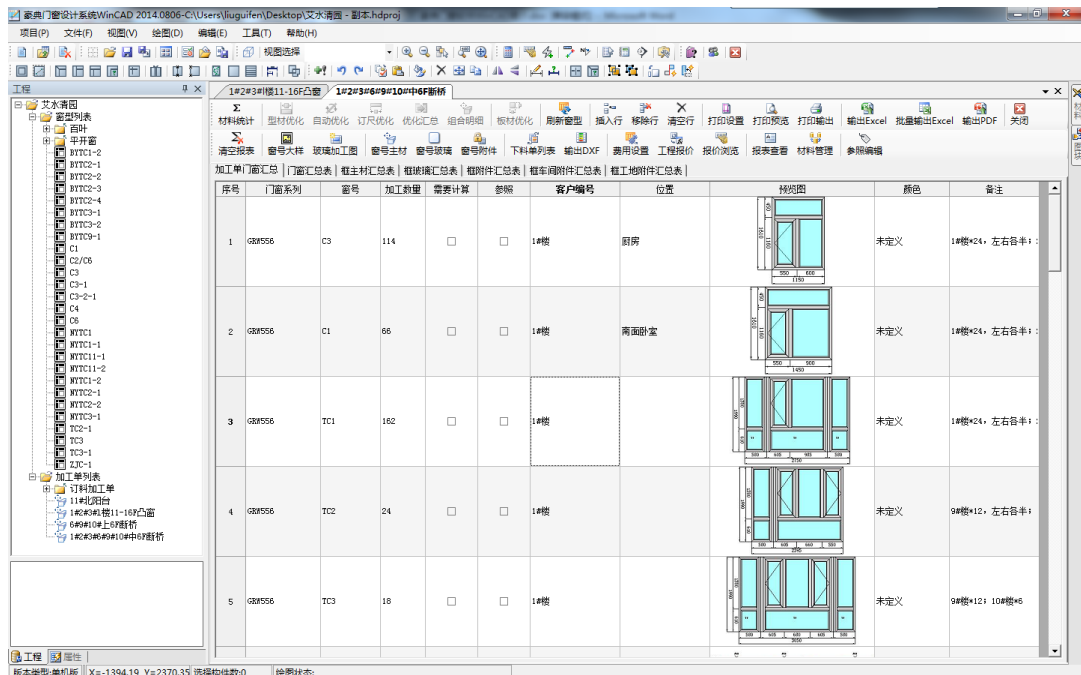 豪典门窗设计系统WinCAD 2014.0806-C:\Users\liuguifen\Desktop\艾水清园 - 副本.hdproj
项目(P) 文件(F) 视图(V) 绘图(D) 编辑(E) 工具(T) 帮助(H)
视图选择
工程
1#2#3#1楼11-16F凸窗 1#2#3#6#9#10#中6F断桥
材料统计 型材优化 自动优化 订尺优化 优化汇总 组合明细 板材优化 刷新窗型 插入行 移除行 清空行 打印设置 打印预览 打印输出 输出Excel 批量输出Excel 输出PDF 关闭
清空报表 窗号大样 玻璃加工图 窗号主材 窗号玻璃 窗号附件 下料单列表 输出DXF 费用设置 工程报价 报价浏览 报表查看 材料管理 参照编辑
加工单门窗汇总 门窗汇总表 框主材汇总表 框玻璃汇总表 框附件汇总表 框车间附件汇总表 框工地附件汇总表
序号 门窗系列 窗号 加工数量 需要计算 参照 客户编号 位置 预览图 颜色 备注
1 GRW556 C3 114 1#楼 厨房 未定义 1#楼*24，左右各半；
550 600
1150
2 GRW556 C1 66 1#楼 南面卧室 未定义 1#楼*24，左右各半；
550 900
1450
3 GRW556 TC1 162 1#楼 未定义 1#楼*24，左右各半；
4 GRW556 TC2 24 1#楼 未定义 9#楼*12，左右各半；
5 GRW556 TC3 18 1#楼 未定义 9#楼*12；10#楼*6
艾水清园
窗型列表
百叶
平开窗
BYTC1-2
BYTC2-1
BYTC2-2
BYTC2-3
BYTC2-4
BYTC3-1
BYTC3-2
BYTC9-1
C1
C2/C6
C3
C3-1
C3-2-1
C4
C6
NYTC1
NYTC1-1
NYTC11-1
NYTC11-2
NYTC1-2
NYTC2-1
NYTC2-2
NYTC3-1
TC2-1
TC3
TC3-1
ZJC-1
加工单列表
订料加工单
11#北阳台
1#2#3#1楼11-16F凸窗
6#9#10#上6F断桥
1#2#3#6#9#10#中6F断桥
工程 属性
版本类型:单机版 X=-1394.19 Y=2370.35 选择构件数:0 绘图状态: